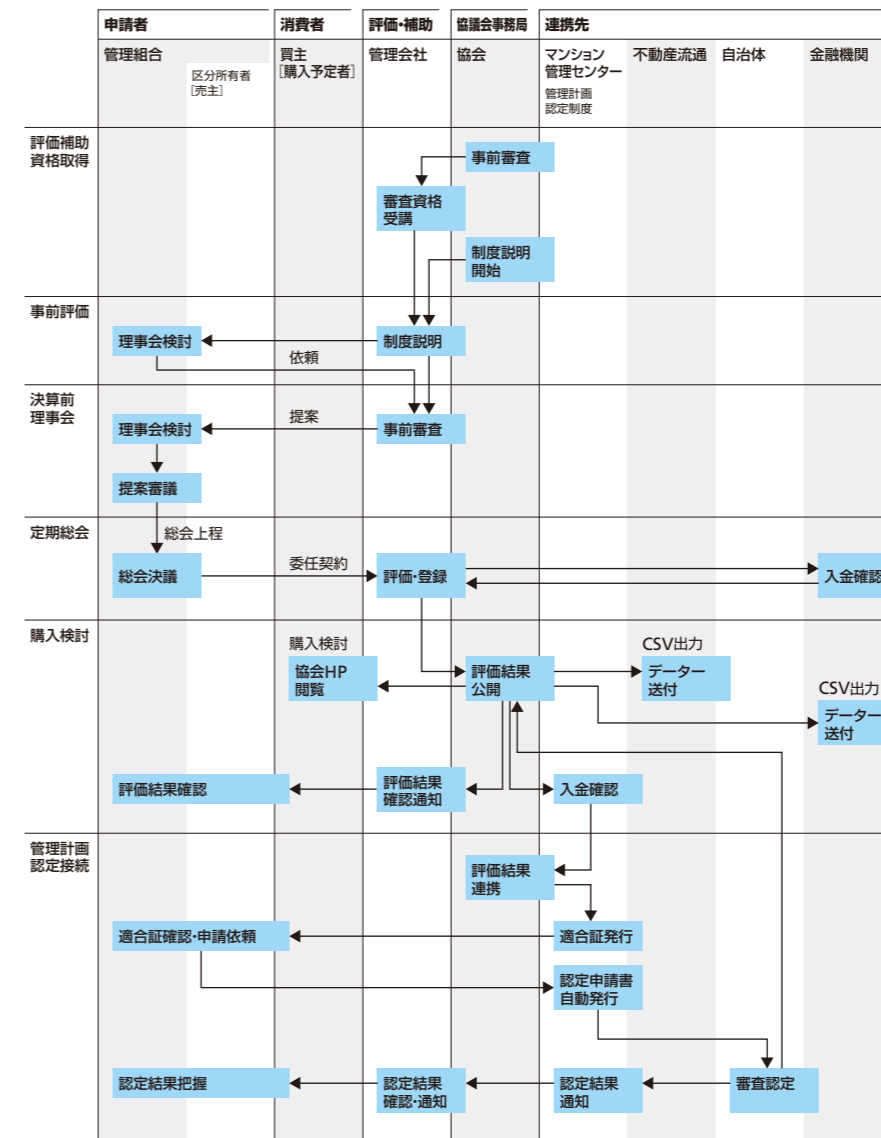 申請者
消費者
評価・補助
協議会事務局
連携先
管理組合
区分所有者
［売主］
買主
［購入予定者］
管理会社
協会
マンション
管理センター
管理計画
認定制度
不動産流通
自治体
金融機関
評価補助
資格取得
事前審査
審査資格
受講
制度説明
開始
事前評価
理事会検討
制度説明
依頼
決算前
理事会
理事会検討
提案
事前審査
提案審議
定期総会
総会上程
総会決議
委任契約
評価・登録
入金確認
購入検討
購入検討
協会HP
閲覧
評価結果
公開
CSV出力
データー
送付
CSV出力
データー
送付
評価結果確認
評価結果
確認通知
入金確認
管理計画
認定接続
評価結果
連携
適合証確認・申請依頼
適合証発行
認定申請書
自動発行
認定結果把握
認定結果
確認・通知
認定結果
通知
審査認定